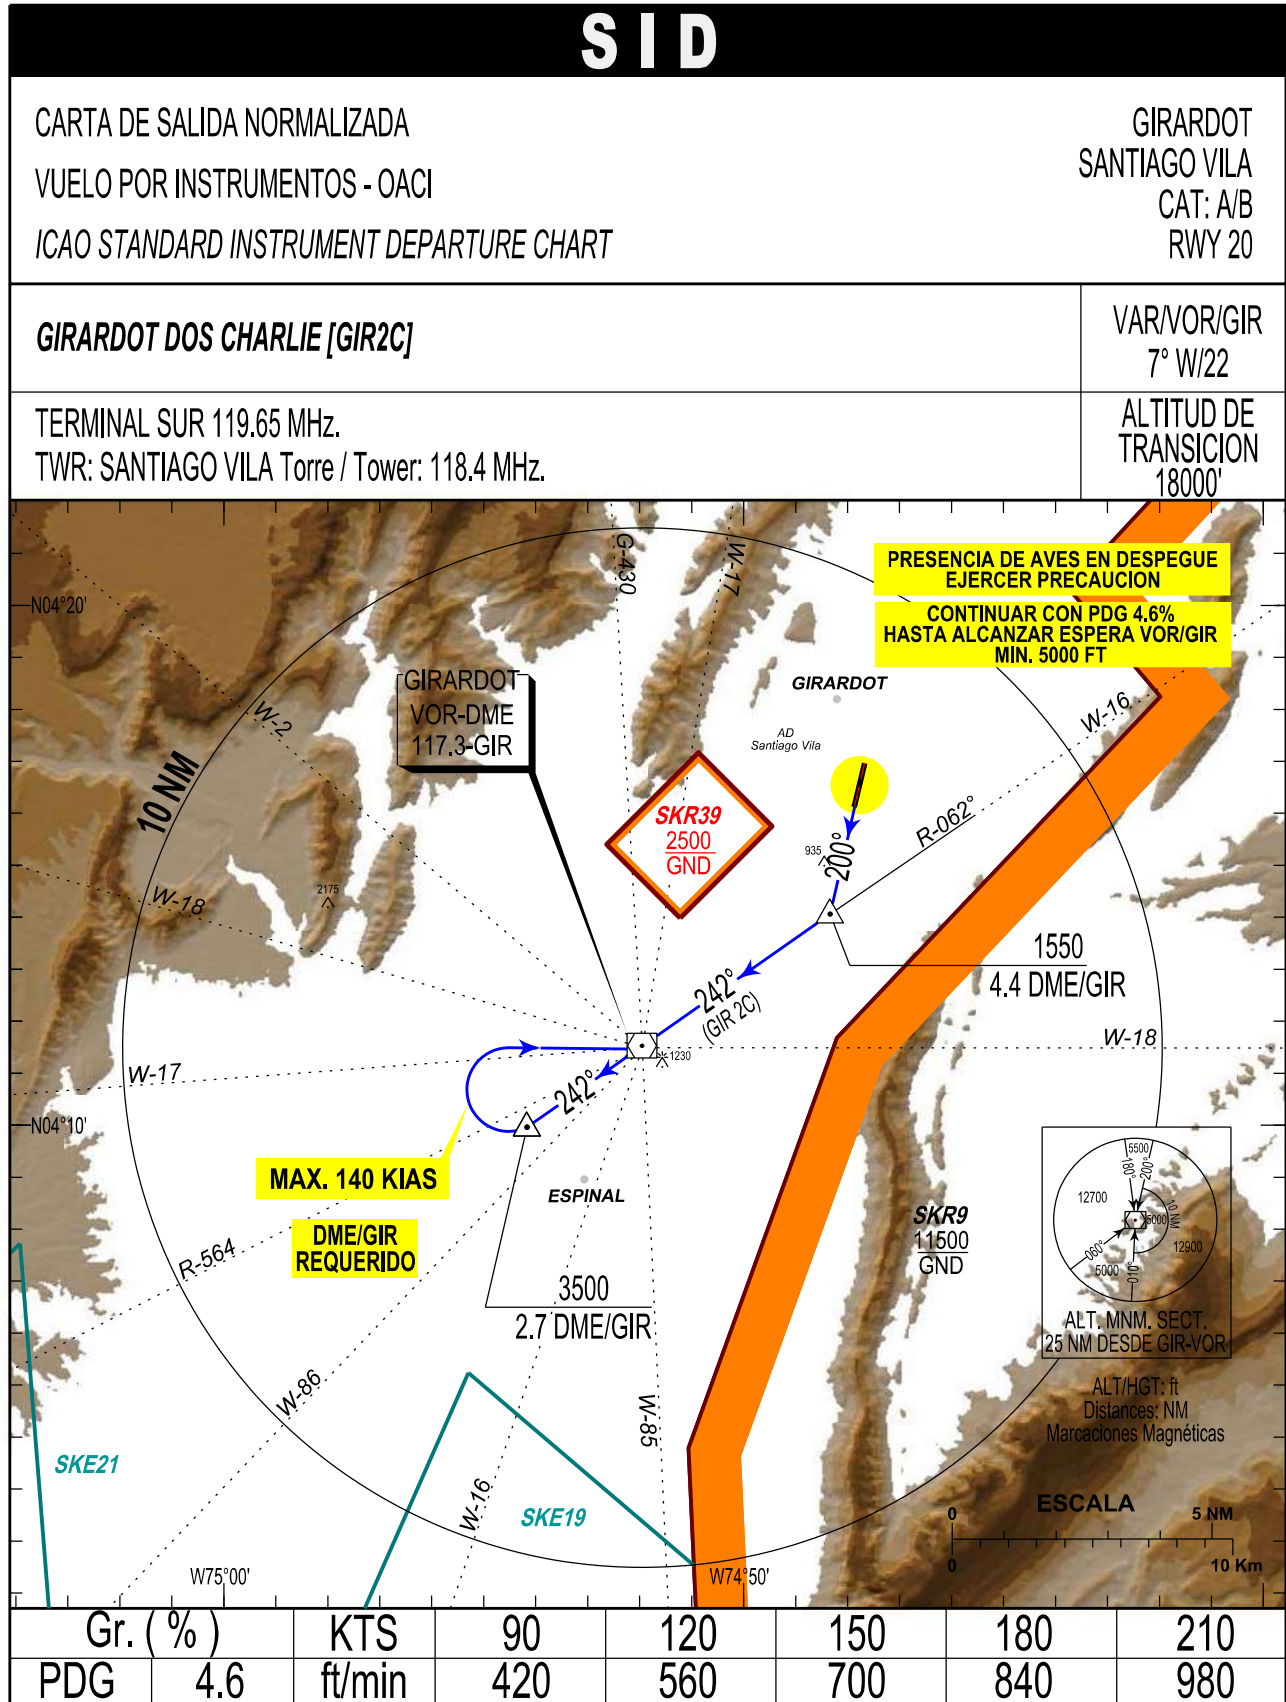 SID
CARTA DE SALIDA NORMALIZADA
VUELO POR INSTRUMENTOS - OACI
ICAO STANDARD INSTRUMENT DEPARTURE CHART
GIRARDOT
SANTIAGO VILA
CAT: A/B
RWY 20
GIRARDOT DOS CHARLIE [GIR2C]
VAR/VOR/GIR
7° W/22
TERMINAL SUR 119.65 MHz.
TWR: SANTIAGO VILA Torre / Tower: 118.4 MHz.
ALTITUD DE
TRANSICION
18000'
PRESENCIA DE AVES EN DESPEGUE
EJERCER PRECAUCION
CONTINUAR CON PDG 4.6%
HASTA ALCANZAR ESPERA VOR/GIR
MIN. 5000 FT
G-430
W-17
N04°20'
GIRARDOT
VOR-DME
117.3-GIR
GIRARDOT
W-2
W-16
AD
Santiago Vila
10 NM
SKR39
2500
GND
R-062°
935
200°
2175
W-18
1550
4.4 DME/GIR
242°
(GIR 2C)
W-18
1230
W-17
242°
N04°10'
MAX. 140 KIAS
ESPINAL
DME/GIR
REQUERIDO
R-564
SKR9
11500
GND
5500
180°
200°
12700
10 NM
5000
12900
060°
5000
010°
ALT. MNM. SECT.
25 NM DESDE GIR-VOR
3500
2.7 DME/GIR
ALT/HGT: ft
Distances: NM
Marcaciones Magnéticas
W-86
W-85
SKE21
W-16
SKE19
ESCALA
0
5 NM
0
10 Km
W75°00'
W74°50'
Gr. ( % )
KTS
90
120
150
180
210
PDG
4.6
ft/min
420
560
700
840
980